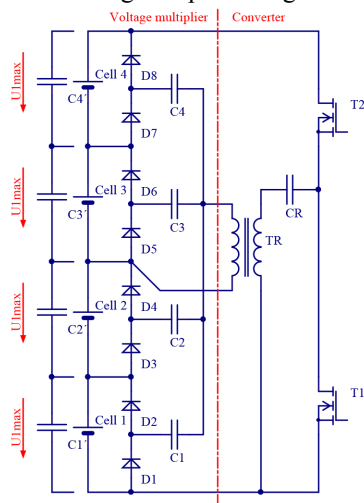 Voltage multiplier
Converter
U1max
C4´
Cell 4
D8
C4
D7
T2
U1max
C3´
Cell 3
D6
C3
D5
CR
TR
U1max
C2´
Cell 2
D4
C2
D3
U1max
C1´
Cell 1
D2
C1
D1
T1